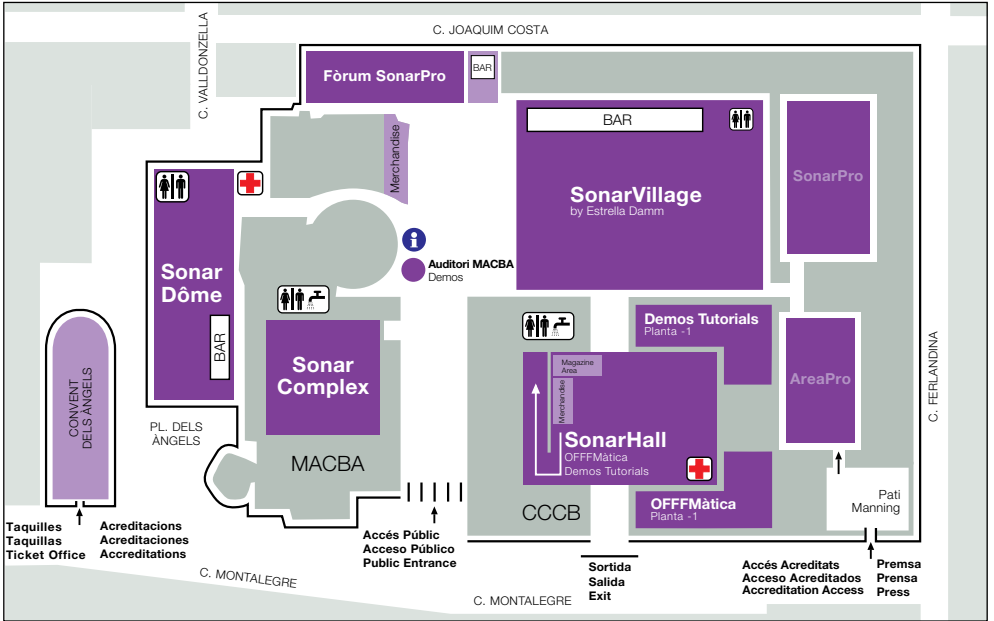 C. JOAQUIM COSTA
C. VALLDONZELLA
Fòrum SonarPro
BAR
Merchandise
BAR
SonarVillage
by Estrella Damm
SonarPro
i
Auditori MACBA
Demos
Sonar
Dôme
BAR
Sonar
Complex
MACBA
Demos Tutorials
Planta -1
Magazine
Area
Merchandise
SonarHall
OFFFMàtica
Demos Tutorials
AreaPro
C. FERLANDINA
CONVENT
DELS ÀNGELS
PL. DELS
ÀNGELS
CCCB
OFFFMàtica
Planta -1
Pati
Manning
Taquilles
Taquillas
Ticket Office
Acreditacions
Acreditaciones
Accreditations
Accés Públic
Acceso Público
Public Entrance
Sortida
Salida
Exit
Accés Acreditats
Acceso Acreditados
Accreditation Access
Premsa
Prensa
Press
C. MONTALEGRE
C. MONTALEGRE